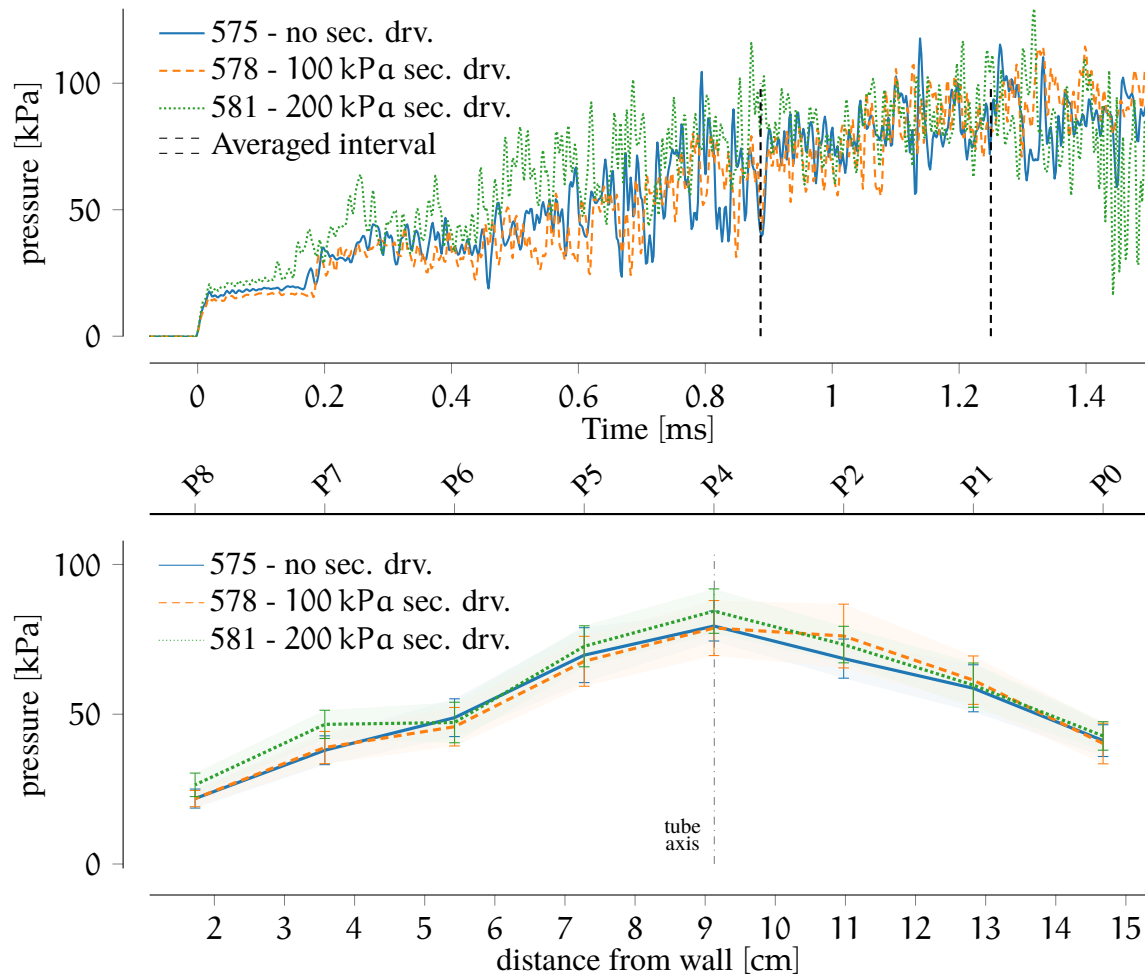 575 - no sec. drv.
578 - 100 kPa sec. drv.
581 - 200 kPa sec. drv.
Averaged interval
pressure [kPa]
100
50
0
0 0.2 0.4 0.6 0.8 1 1.2 1.4
Time [ms]
P8 P7 P6 P5 P4 P2 P1 P0
575 - no sec. drv.
578 - 100 kPa sec. drv.
581 - 200 kPa sec. drv.
pressure [kPa]
100
50
0
tube
axis
2 3 4 5 6 7 8 9 10 11 12 13 14 15
distance from wall [cm]